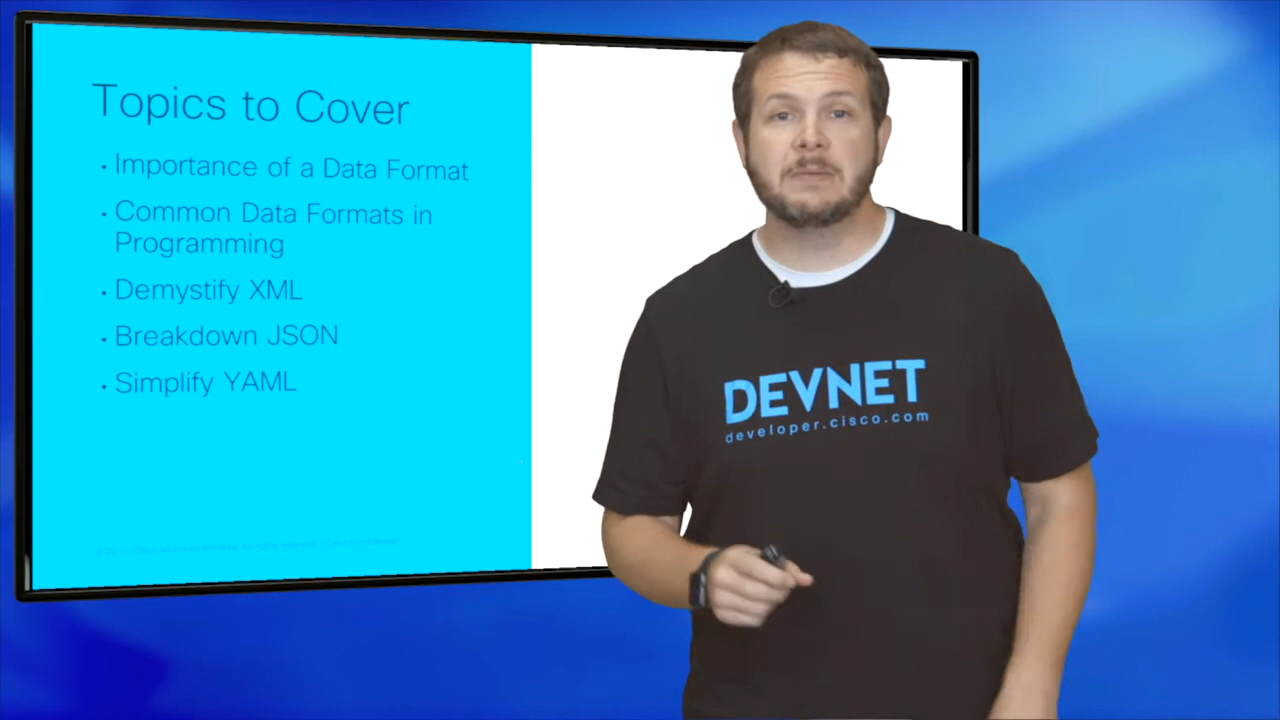 Topics to Cover
• Importance of a Data Format
• Common Data Formats in
Programming
• Demystify XML
• Breakdown JSON
• Simplify YAML
DEVNET
developer.cisco.com